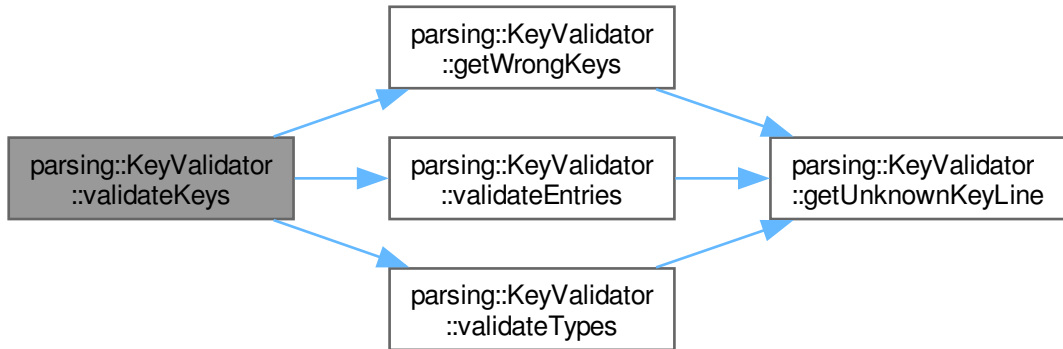 parsing::KeyValidator
::getWrongKeys
parsing::KeyValidator
::validateKeys
parsing::KeyValidator
::validateEntries
parsing::KeyValidator
::getUnknownKeyLine
parsing::KeyValidator
::validateTypes